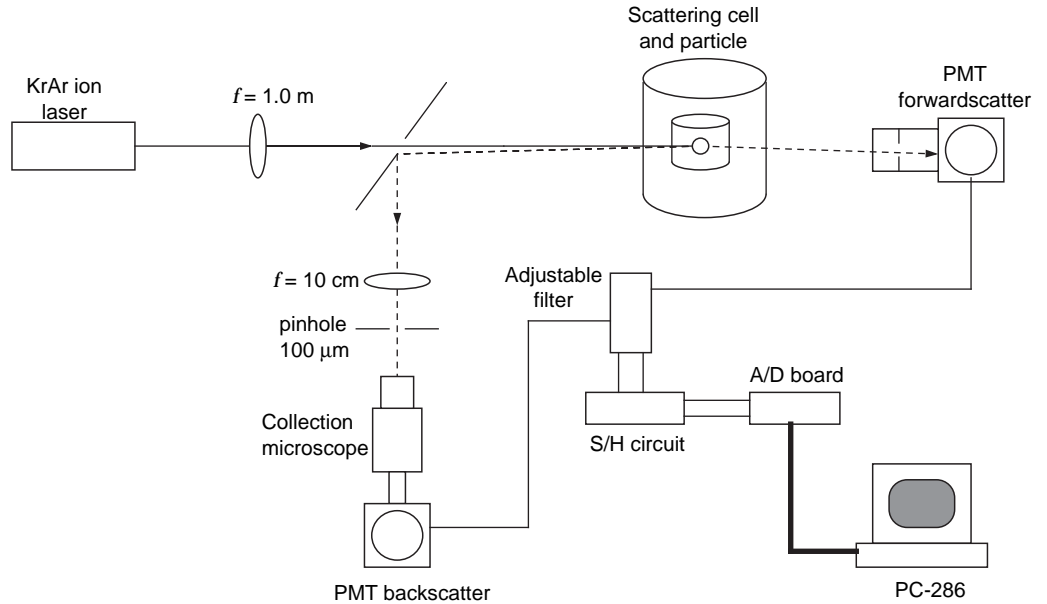 Scattering cell
and particle
KrAr ion
laser
f = 1.0 m
PMT
forwardscatter
f = 10 cm
Adjustable
filter
pinhole
100 μm
A/D board
Collection
microscope
S/H circuit
PMT backscatter
PC-286